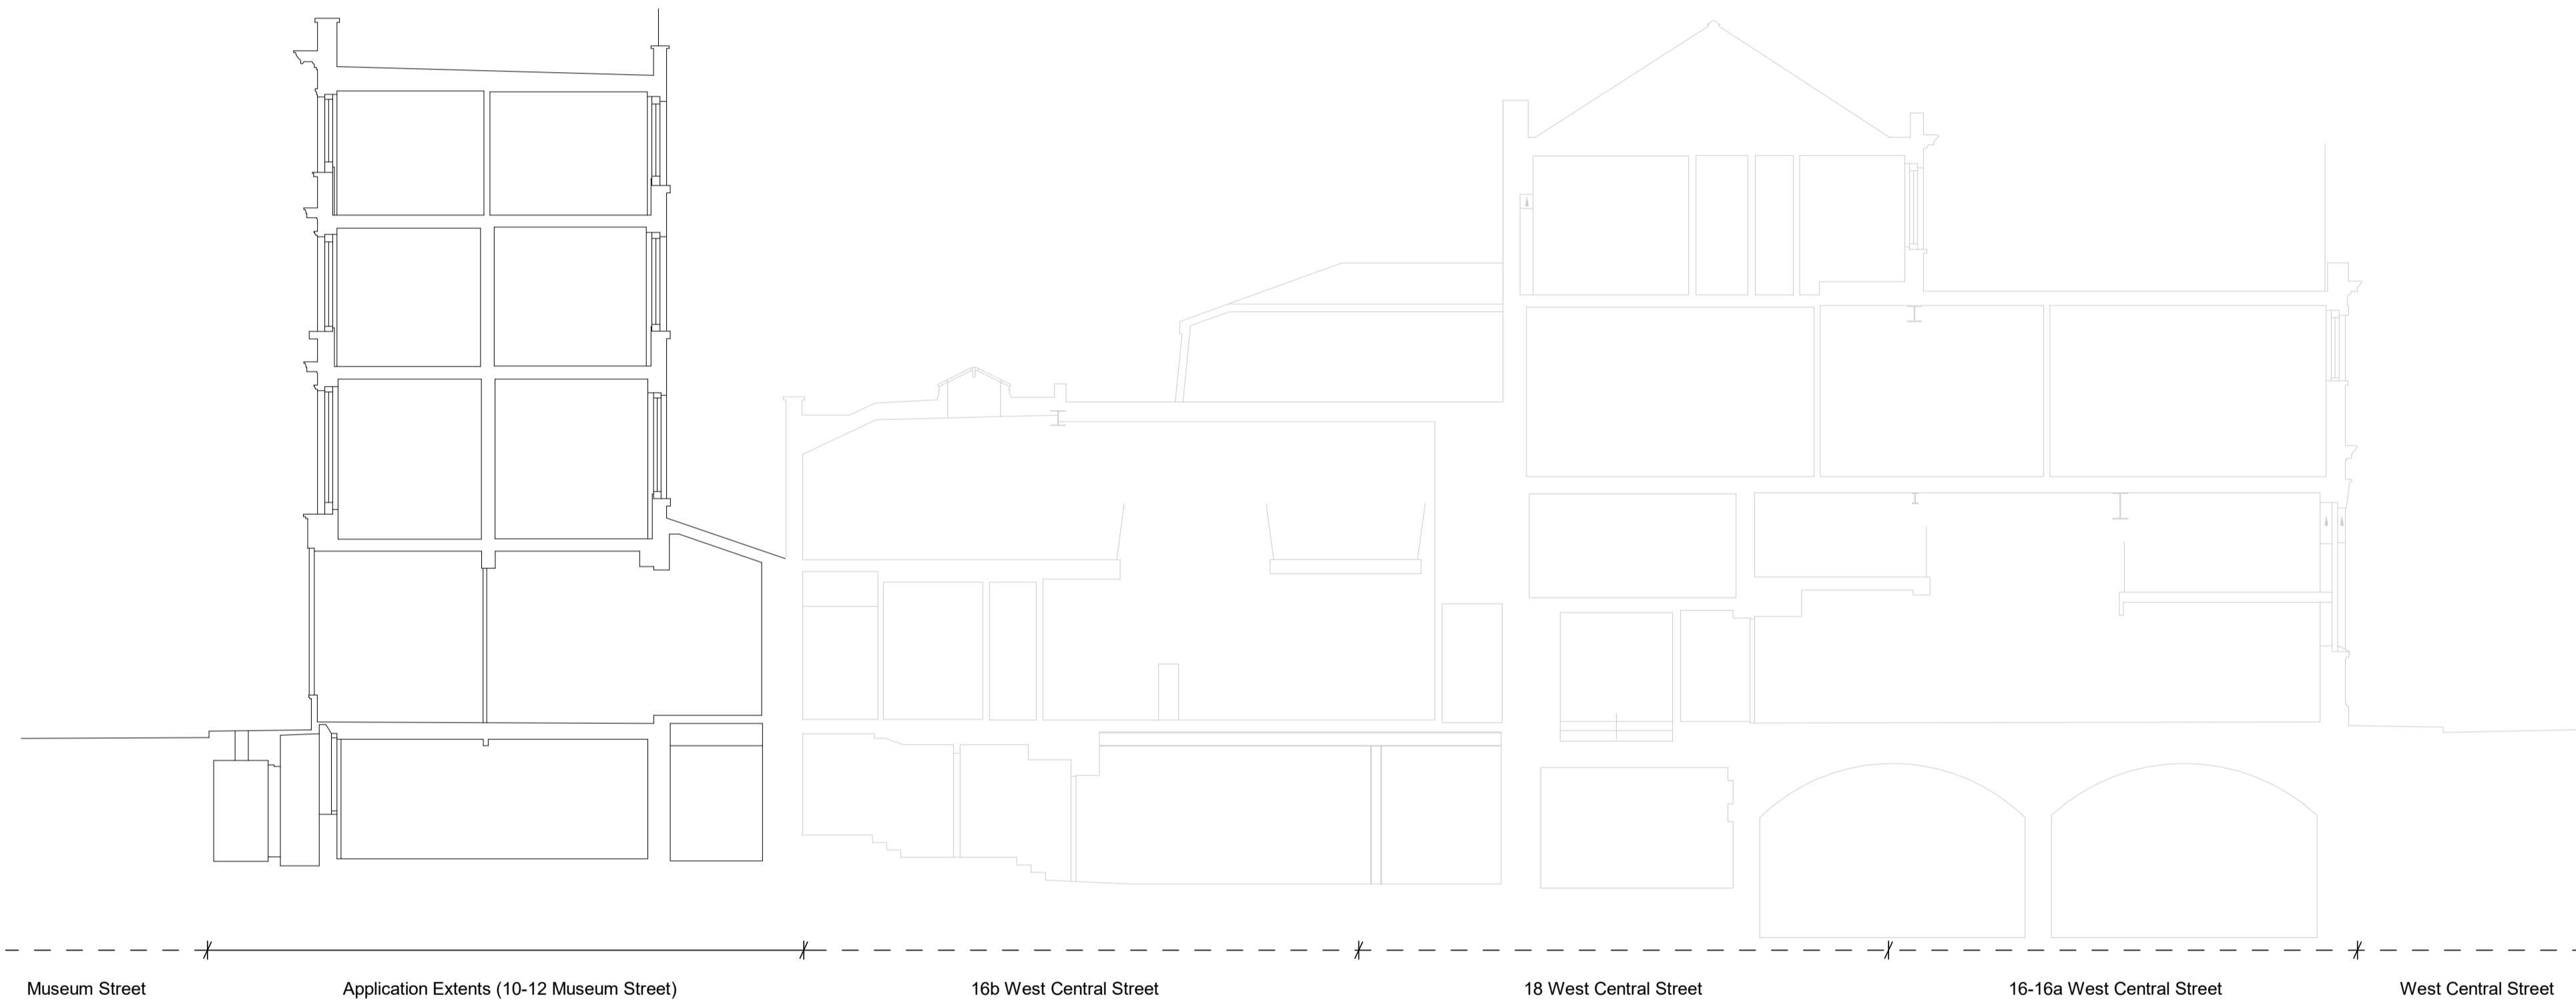 Museum Street
Application Extents (10-12 Museum Street)
16b West Central Street
18 West Central Street
16-16a West Central Street
West Central Street